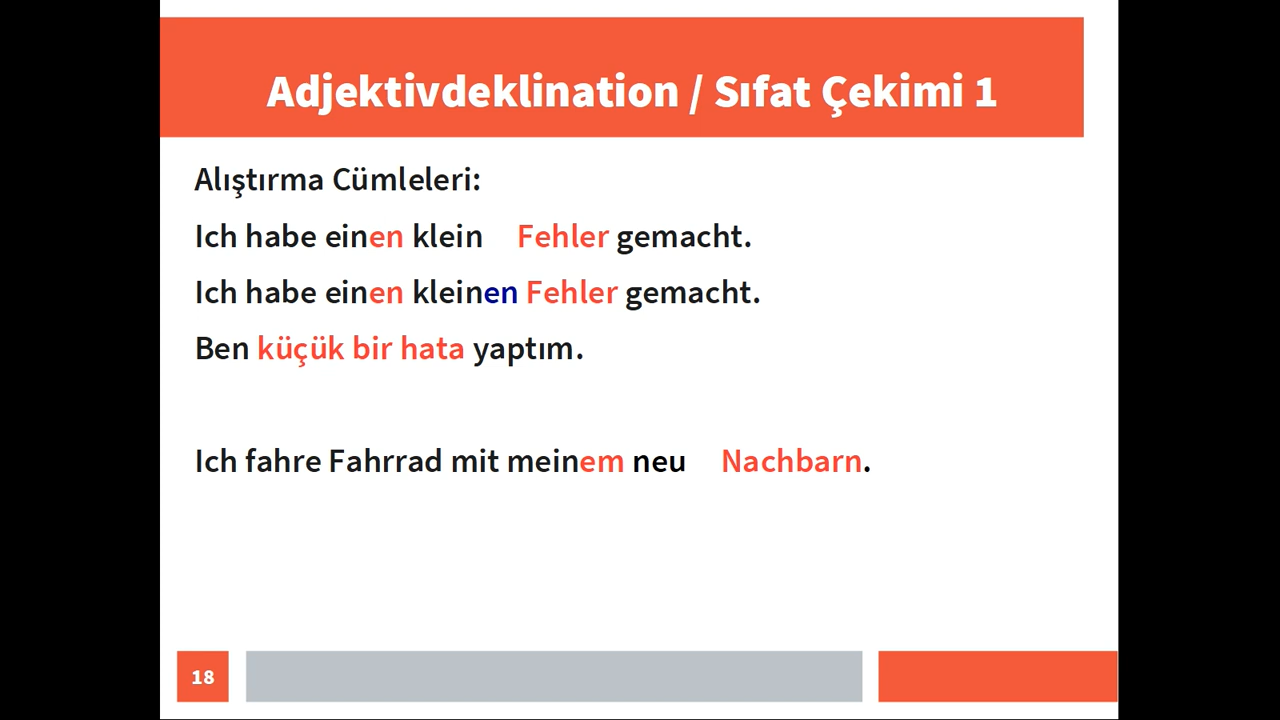 Adjektivdeklination / Sıfat Çekimi 1
Alıştırma Cümleleri:
Ich habe einen klein Fehler gemacht.
Ich habe einen kleinen Fehler gemacht.
Ben küçük bir hata yaptım.
Ich fahre Fahrrad mit meinem neu Nachbarn.
18